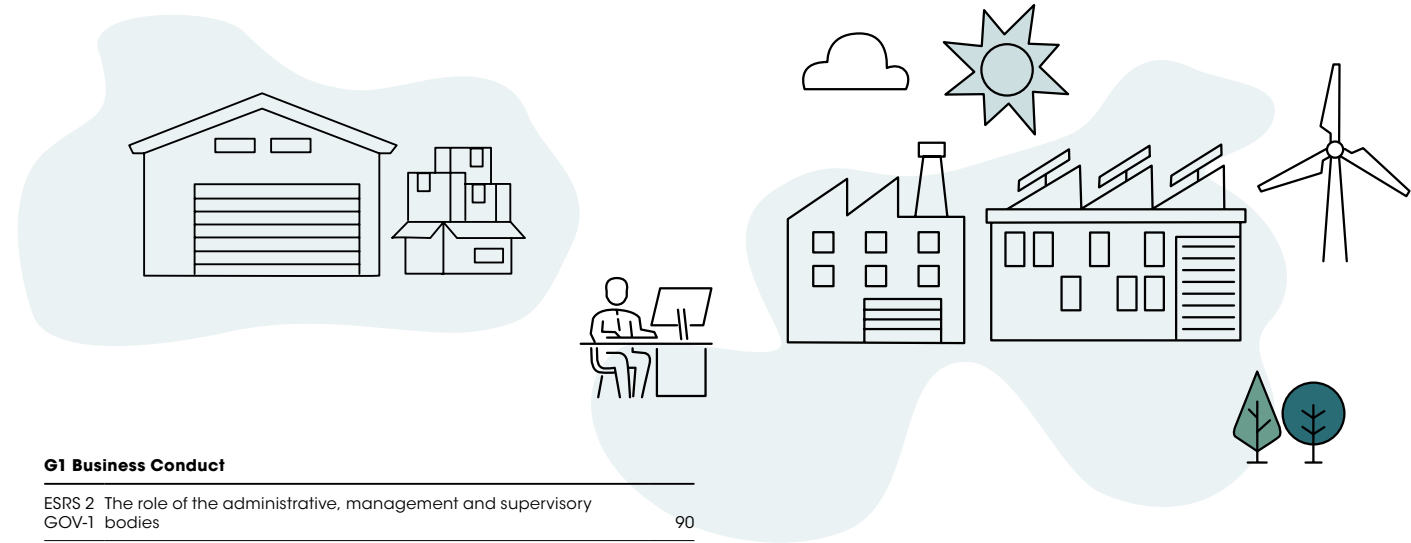 G1 Business Conduct
ESRS 2 The role of the administrative, management and supervisory
GOV-1 bodies 90